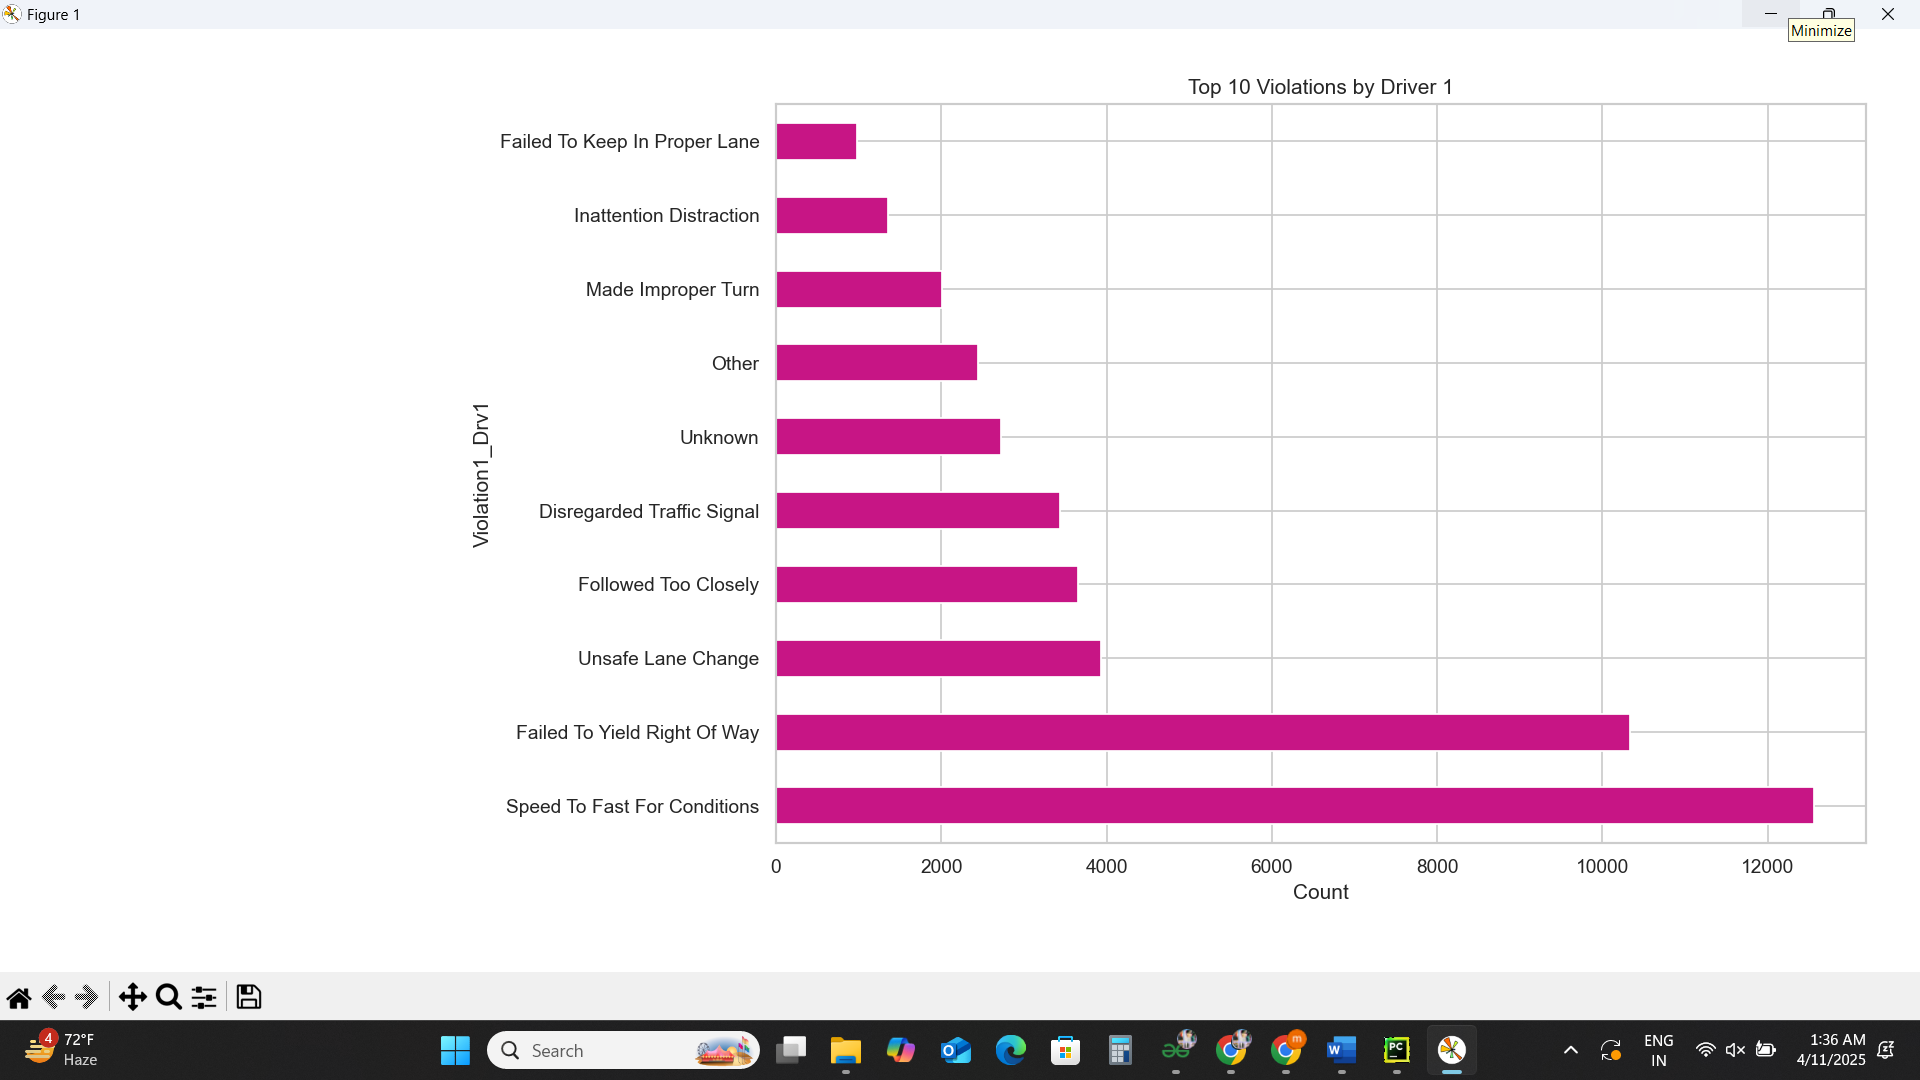 Figure 1
Minimize
Top 10 Violations by Driver 1
Failed To Keep In Proper Lane
Inattention Distraction
Made Improper Turn
Other
Unknown
Disregarded Traffic Signal
Followed Too Closely
Unsafe Lane Change
Failed To Yield Right Of Way
Speed To Fast For Conditions
Violation1_Drv1
0 2000 4000 6000 8000 10000 12000
Count
4
72°F
Haze
Search
O
W
PC
m
ENG
IN
1:36 AM
4/11/2025